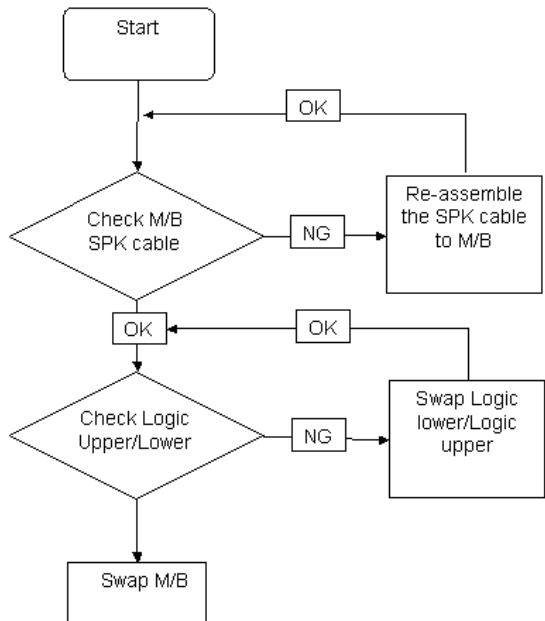 Start
OK
Check M/B
SPK cable
NG
Re-assemble
the SPK cable
to M/B
OK
OK
Check Logic
Upper/Lower
NG
Swap Logic
lower/Logic
upper
Swap M/B